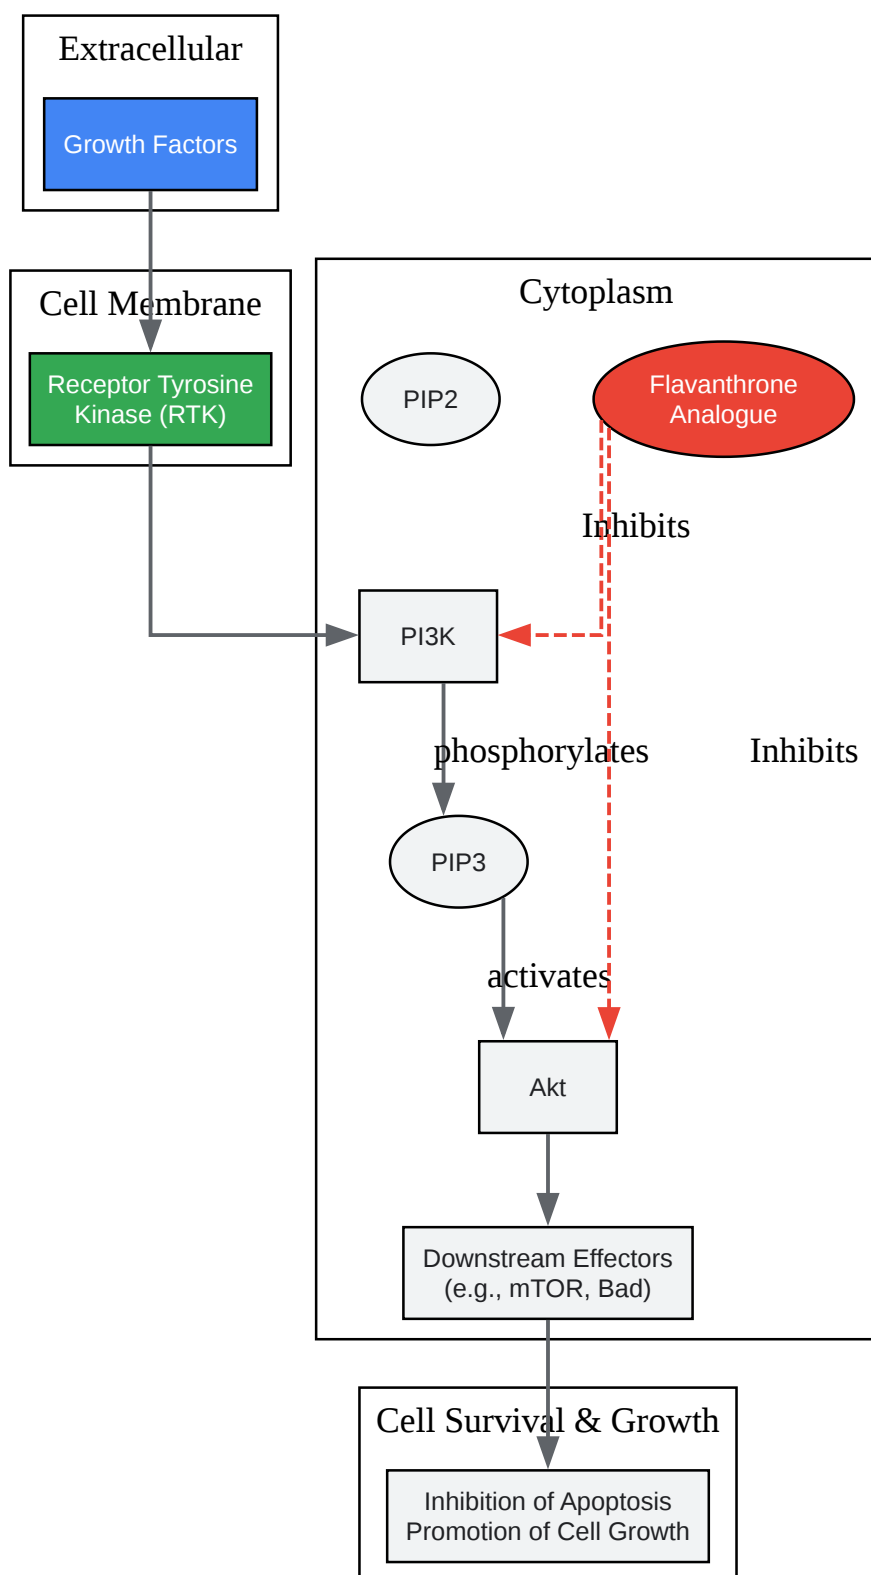 Extracellular
Growth Factors
Cell Membrane
Receptor Tyrosine
Kinase (RTK)
Cytoplasm
PIP2
Flavanthrone
Analogue
Inhibits
PI3K
phosphorylates
Inhibits
PIP3
activates
Akt
Downstream Effectors
(e.g., mTOR, Bad)
Cell Survival & Growth
Inhibition of Apoptosis
Promotion of Cell Growth